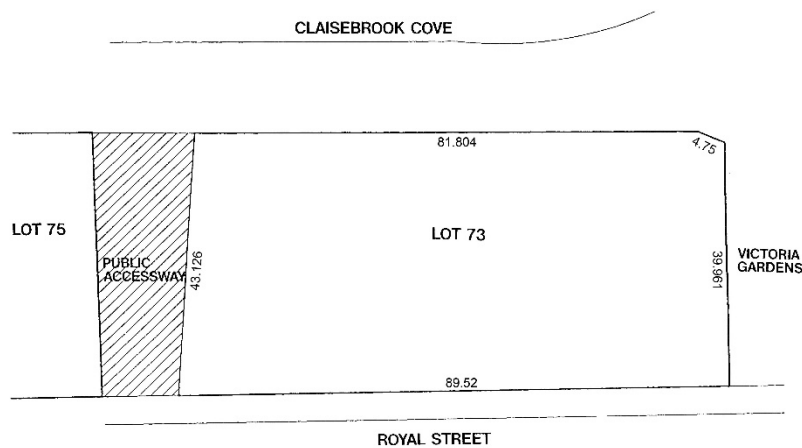 CLAISEBROOK COVE
81.804
4.75
LOT 75
LOT 73
PUBLIC
ACCESSWAY
43.126
39.961
VICTORIA
GARDENS
89.52
ROYAL STREET